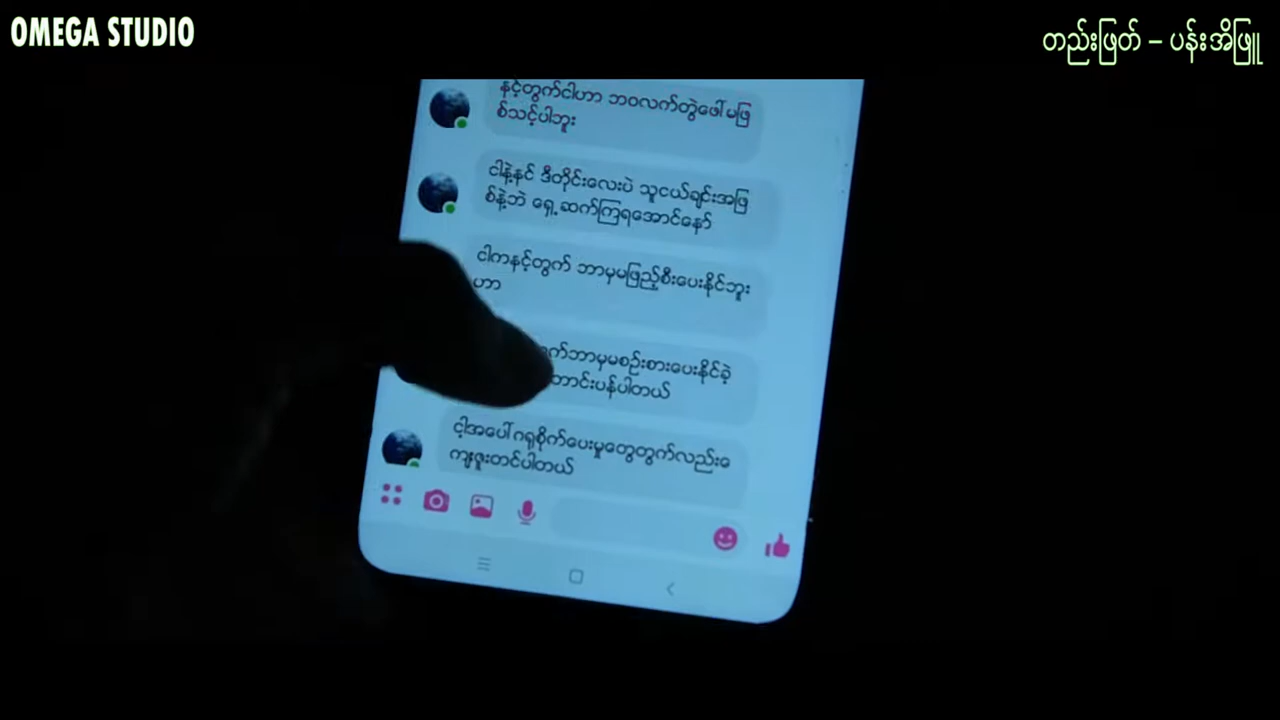 OMEGA STUDIO
တည်းဖြတ် – ပန်းအိဖြူ
နင့်တွက်ငါဟာ ဘဝလက်တွဲဖေါ်မဖြ
စ်သင့်ပါဘူး
ငါနဲ့နင် ဒီတိုင်းလေးပဲ သူငယ်ချင်းအဖြ
စ်နဲ့ဘဲ ရှေ့ဆက်ကြရအောင်နော်
ငါကနင့်တွက် ဘာမှမဖြည့်စီးပေးနိုင်ဘူး
ဟာ
က်ဘာမှမစဉ်းစားပေးနိုင်ခဲ့
တောင်းပန်ပါတယ်
ငါ့အပေါ်ဂရုစိုက်ပေးမှုတွေတွက်လည်းေ
ကျးဇူးတင်ပါတယ်